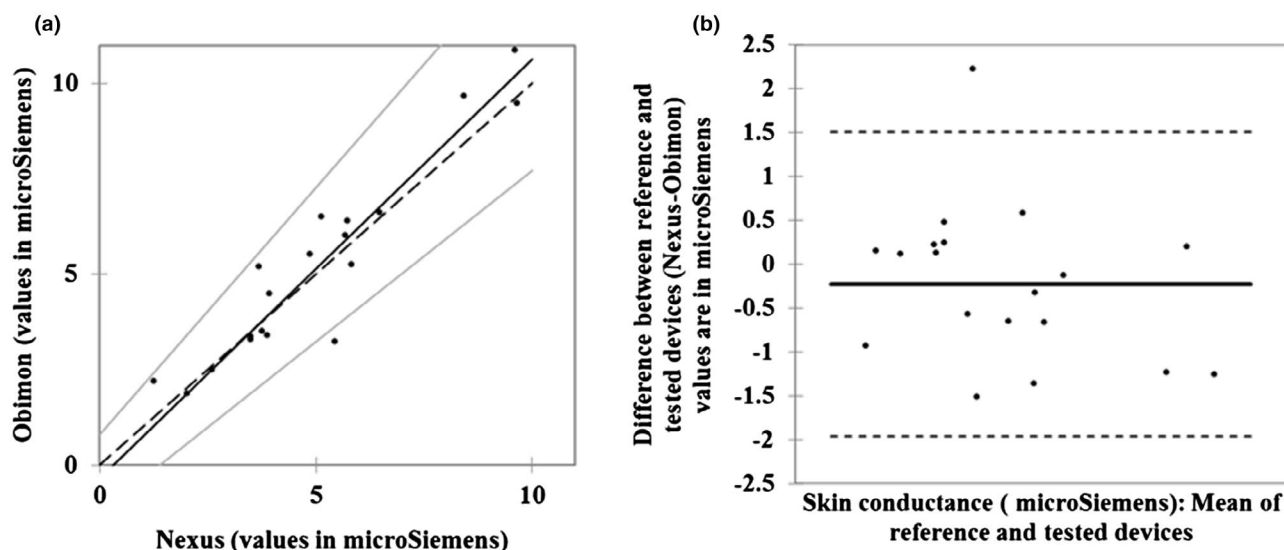 (a)
Obimon (values in microSiemens)
10
5
0
0
5
10
Nexus (values in microSiemens)
(b)
Difference between reference and
tested devices (Nexus-Obimon)
values are in microSiemens
2.5
2
1.5
1
0.5
0
-0.5
-1
-1.5
-2
-2.5
Skin conductance ( microSiemens): Mean of
reference and tested devices